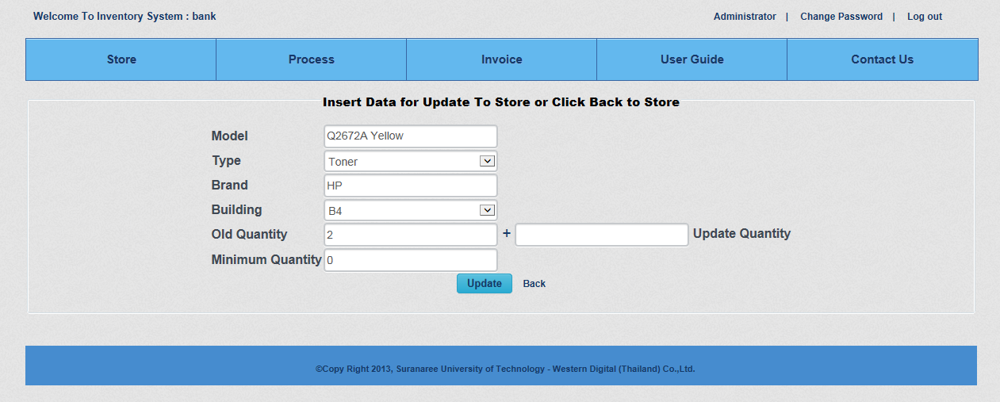 Welcome To Inventory System : bank
Administrator | Change Password | Log out
Store Process Invoice User Guide Contact Us
Insert Data for Update To Store or Click Back to Store
Model Q2672A Yellow
Type Toner
Brand HP
Building B4
Old Quantity 2 + Update Quantity
Minimum Quantity 0
Update Back
©Copy Right 2013, Suranaree University of Technology - Western Digital (Thailand) Co.,Ltd.